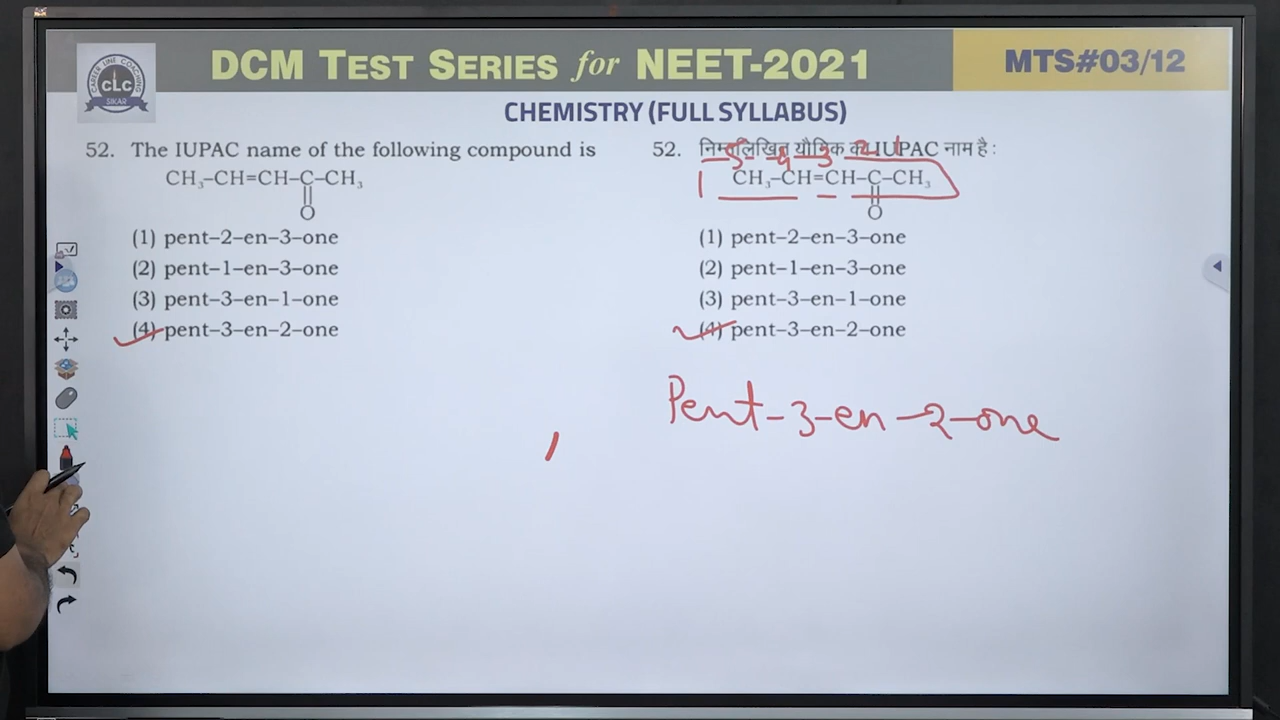 DCM TEST SERIES for NEET-2021
MTS#03/12
CAREER LINE COACHING
CLC
SIKAR
CHEMISTRY (FULL SYLLABUS)
52. The IUPAC name of the following compound is
CH₃–CH=CH–C–CH₃
O
(1) pent–2–en–3–one
(2) pent–1–en–3–one
(3) pent–3–en–1–one
(4) pent–3–en–2–one
52. निम्नलिखित यौगिक का IUPAC नाम है :
5 4 3 2 1
CH₃–CH=CH–C–CH₃
O
(1) pent–2–en–3–one
(2) pent–1–en–3–one
(3) pent–3–en–1–one
(4) pent–3–en–2–one
Pent-3-en-2-one